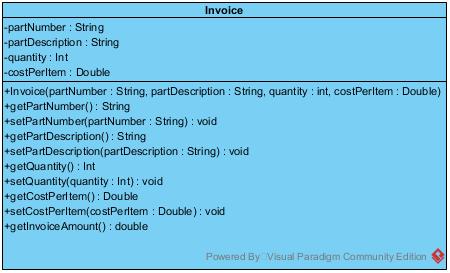 Invoice
-partNumber : String
-partDescription : String
-quantity : Int
-costPerItem : Double
+Invoice(partNumber : String, partDescription : String, quantity : int, costPerItem : Double)
+getPartNumber() : String
+setPartNumber(partNumber : String) : void
+getPartDescription() : String
+setPartDescription(partDescription : String) : void
+getQuantity() : Int
+setQuantity(quantity : Int) : void
+getCostPerItem() : Double
+setCostPerItem(costPerItem : Double) : void
+getInvoiceAmount() : double
Powered By Visual Paradigm Community Edition